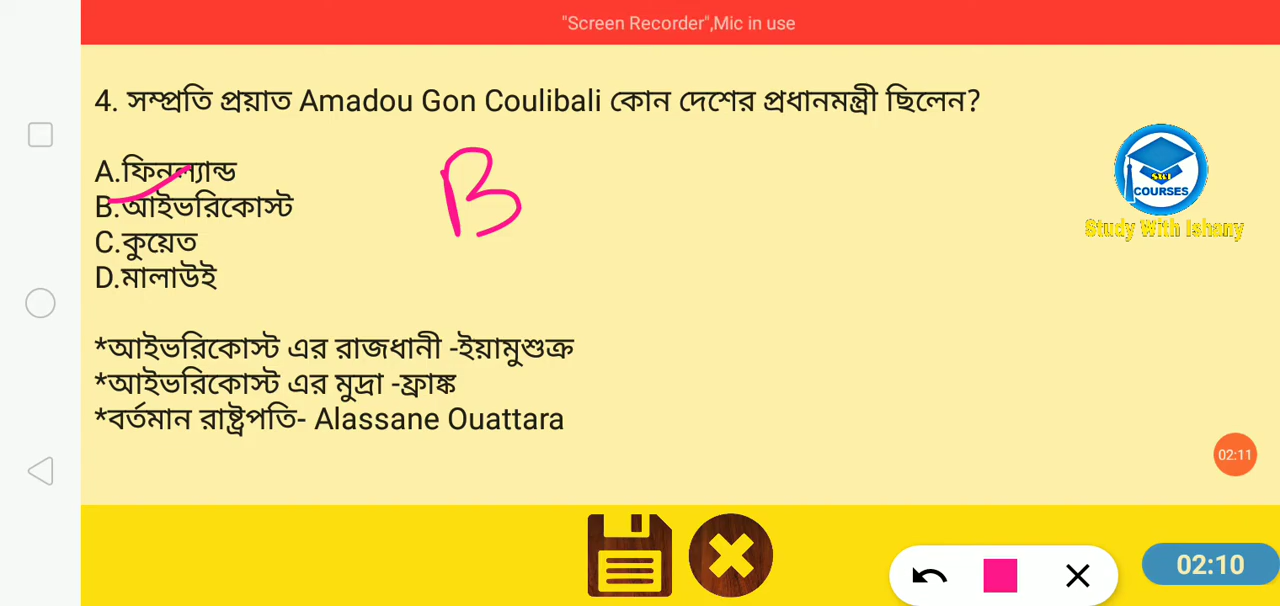 "Screen Recorder",Mic in use
4. সম্প্রতি প্রয়াত Amadou Gon Coulibali কোন দেশের প্রধানমন্ত্রী ছিলেন?
A.ফিনল্যান্ড
B.আইভরিকোস্ট
B
C.কুয়েত
D.মালাউই
SWI
COURSES
Study With Ishany
*আইভরিকোস্ট এর রাজধানী -ইয়ামুশুক্র
*আইভরিকোস্ট এর মুদ্রা -ফ্রাঙ্ক
*বর্তমান রাষ্ট্রপতি- Alassane Ouattara
02:11
02:10